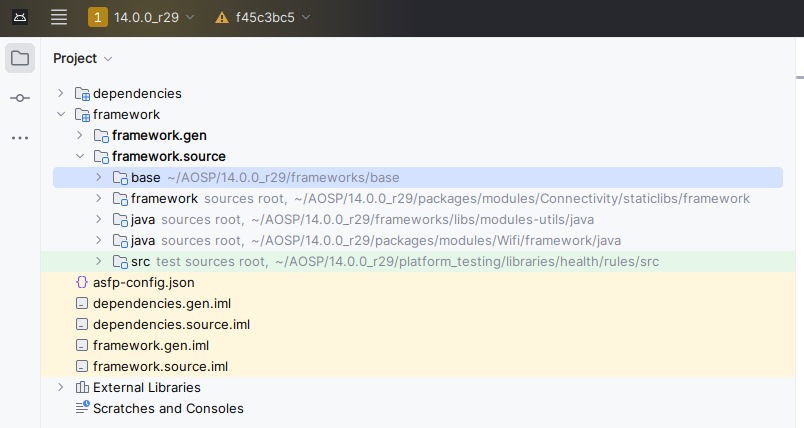 1 14.0.0_r29 f45c3bc5
Project
dependencies
framework
framework.gen
framework.source
base ~/AOSP/14.0.0_r29/frameworks/base
framework sources root, ~/AOSP/14.0.0_r29/packages/modules/Connectivity/staticlibs/framework
java sources root, ~/AOSP/14.0.0_r29/frameworks/libs/modules-utils/java
java sources root, ~/AOSP/14.0.0_r29/packages/modules/Wifi/framework/java
src test sources root, ~/AOSP/14.0.0_r29/platform_testing/libraries/health/rules/src
asfp-config.json
dependencies.gen.iml
dependencies.source.iml
framework.gen.iml
framework.source.iml
External Libraries
Scratches and Consoles